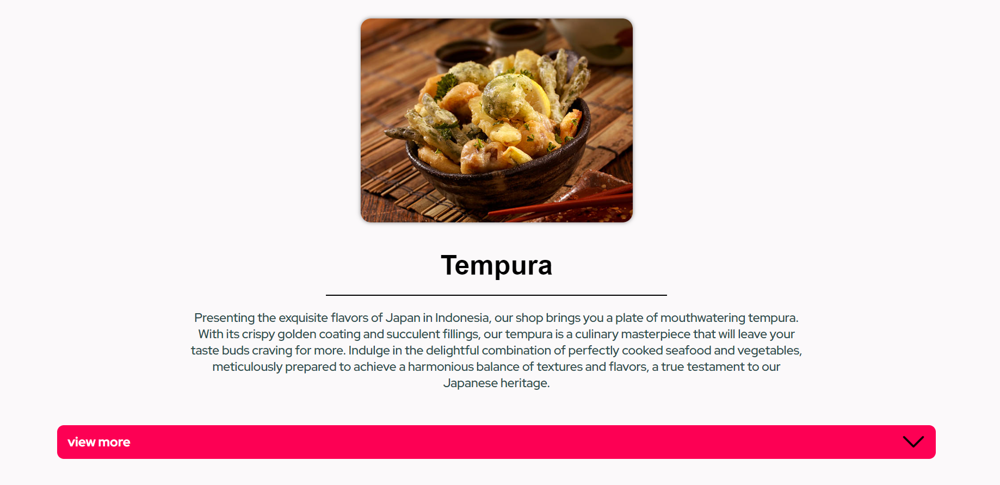 Tempura
Presenting the exquisite flavors of Japan in Indonesia, our shop brings you a plate of mouthwatering tempura.
With its crispy golden coating and succulent fillings, our tempura is a culinary masterpiece that will leave your
taste buds craving for more. Indulge in the delightful combination of perfectly cooked seafood and vegetables,
meticulously prepared to achieve a harmonious balance of textures and flavors, a true testament to our
Japanese heritage.
view more